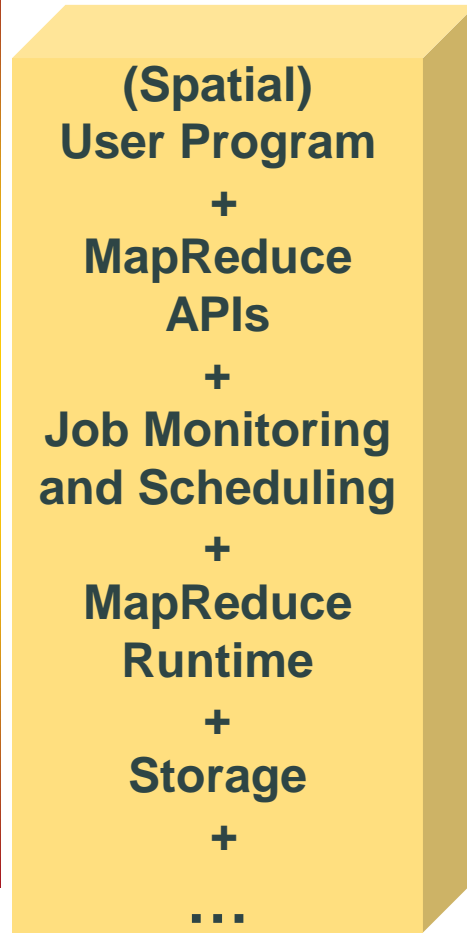 (Spatial)
User Program
+
MapReduce
APIs
+
Job Monitoring
and Scheduling
+
MapReduce
Runtime
+
Storage
+
...